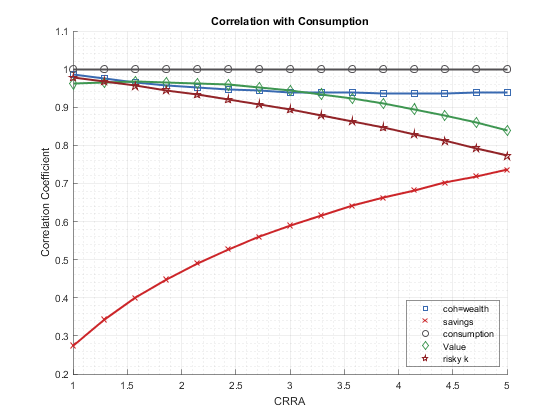 Correlation with Consumption
1.1
1
0.9
0.8
0.7
0.6
0.5
0.4
0.3
0.2
Correlation Coefficient
1
1.5
2
2.5
3
3.5
4
4.5
5
CRRA
coh=wealth
savings
consumption
Value
risky k